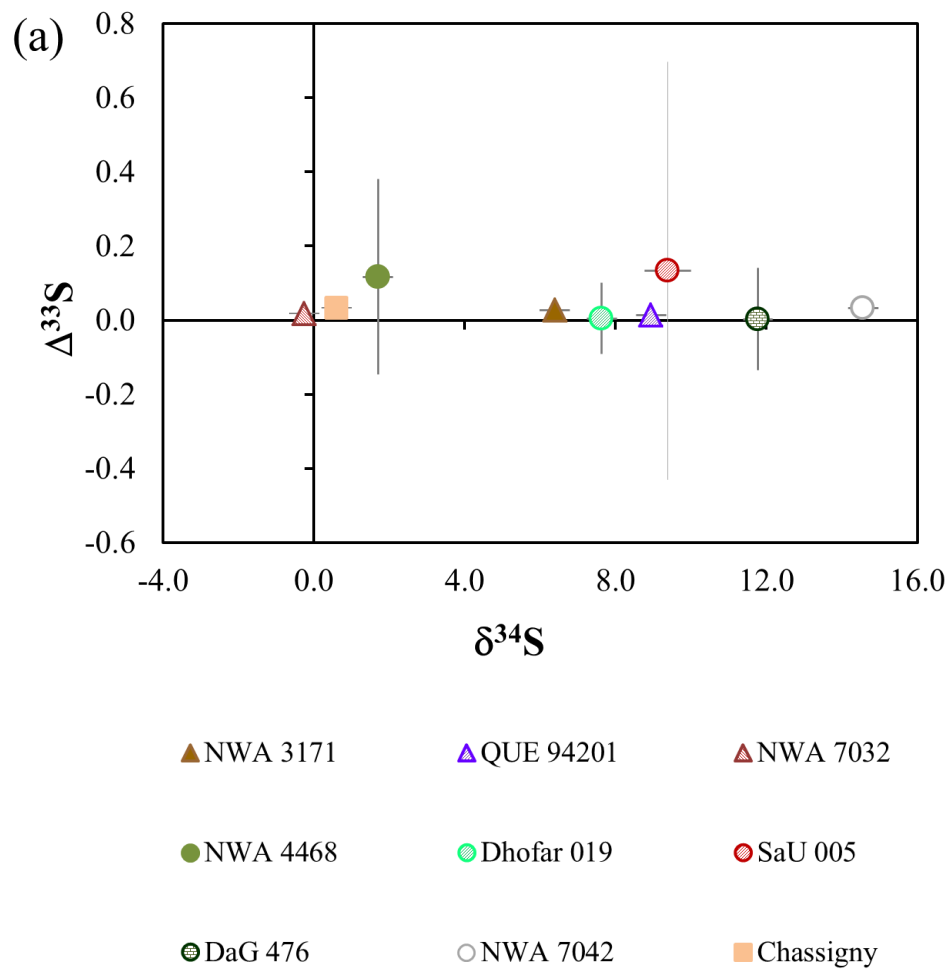 (a)
0.8
0.6
0.4
0.2
0.0
-0.2
-0.4
-0.6
Δ³³S
-4.0 0.0 4.0 8.0 12.0 16.0
δ³⁴S
NWA 3171 QUE 94201 NWA 7032
NWA 4468 Dhofar 019 SaU 005
DaG 476 NWA 7042 Chassigny